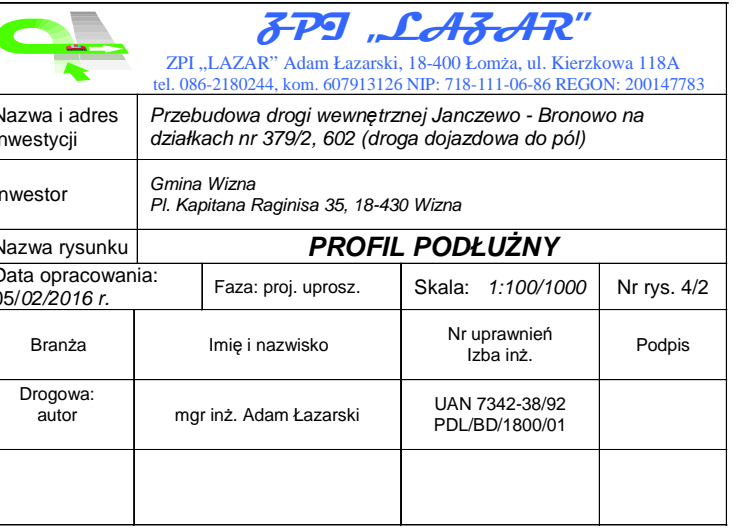 ZPI „LAZAR”
ZPI „LAZAR” Adam Łazarski, 18-400 Łomża, ul. Kierzkowa 118A
tel. 086-2180244, kom. 607913126 NIP: 718-111-06-86 REGON: 200147783
Nazwa i adres
inwestycji
Przebudowa drogi wewnętrznej Janczewo - Bronowo na
działkach nr 379/2, 602 (droga dojazdowa do pól)
Inwestor
Gmina Wizna
Pl. Kapitana Raginisa 35, 18-430 Wizna
Nazwa rysunku
PROFIL PODŁUŻNY
Data opracowania:
05/02/2016 r.
Faza: proj. uprosz.
Skala: 1:100/1000
Nr rys. 4/2
Branża
Imię i nazwisko
Nr uprawnień
Izba inż.
Podpis
Drogowa:
autor
mgr inż. Adam Łazarski
UAN 7342-38/92
PDL/BD/1800/01